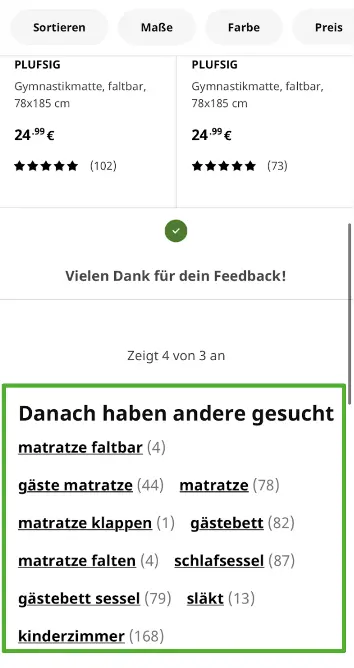 Sortieren Maße Farbe Preis
PLUFSIG PLUFSIG
Gymnastikmatte, faltbar, Gymnastikmatte, faltbar,
78x185 cm 78x185 cm
24.99€ 24.99€
(102) (73)
Vielen Dank für dein Feedback!
Zeigt 4 von 3 an
Danach haben andere gesucht
matratze faltbar (4)
gäste matratze (44) matratze (78)
matratze klappen (1) gästebett (82)
matratze falten (4) schlafsessel (87)
gästebett sessel (79) släkt (13)
kinderzimmer (168)